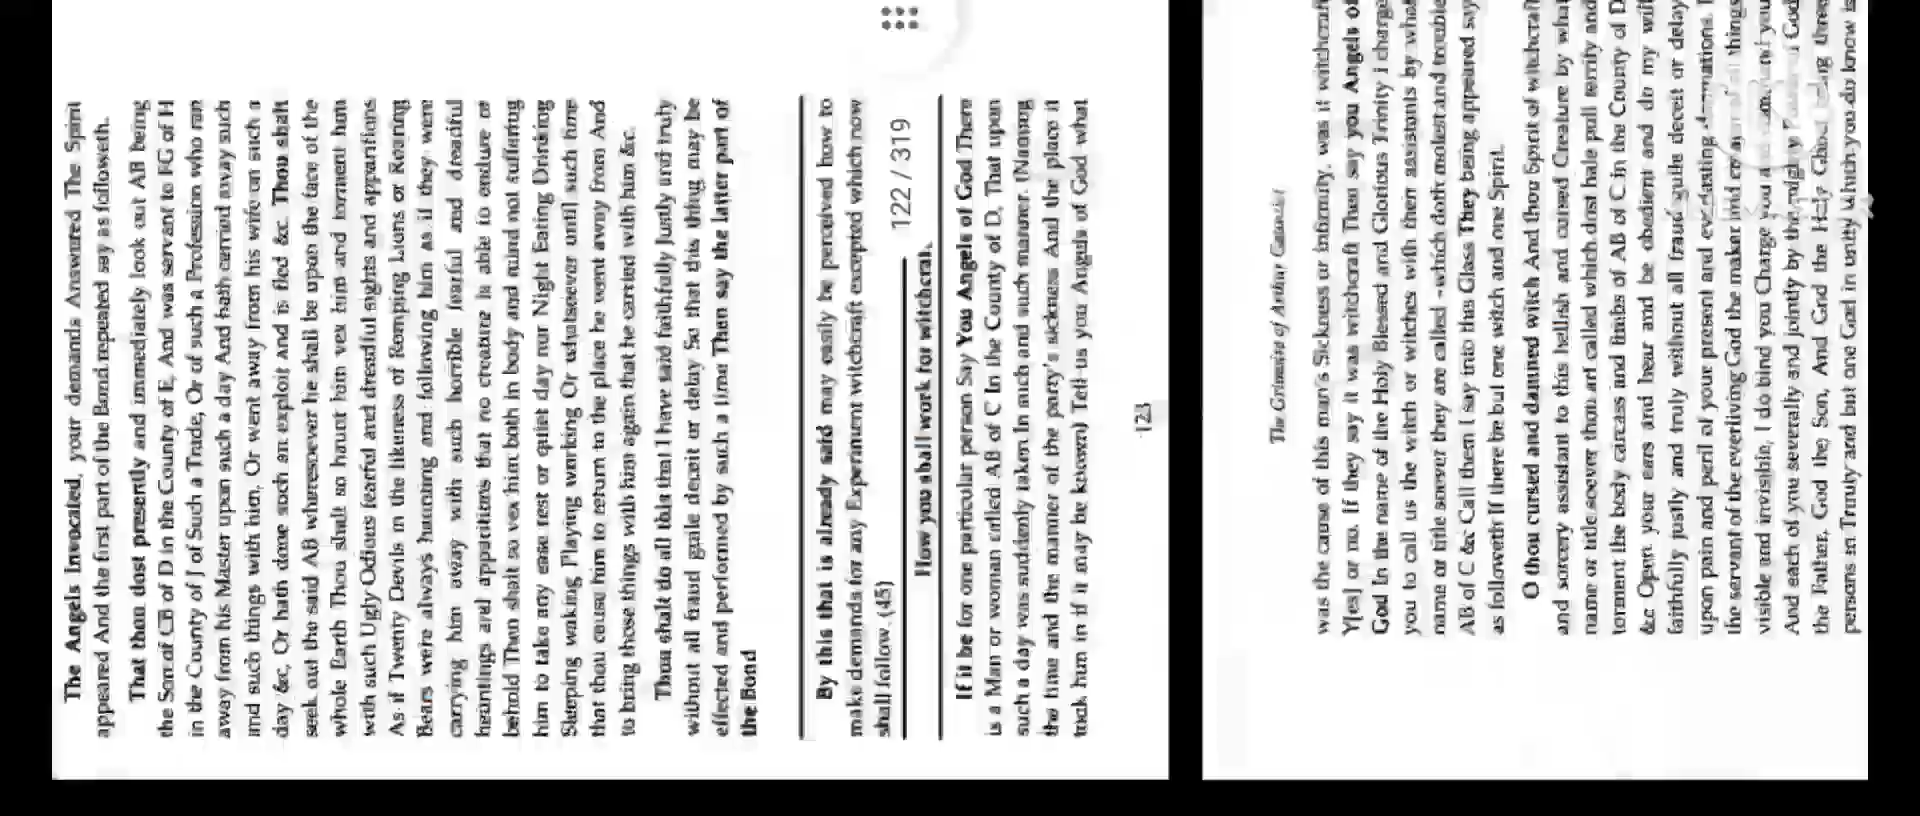 The Angels Invocated, your demands Answered The Spirit
appeared And the first part of the Bond repeated say as followeth.
That thou dost presently and immediately look out AB being
the Son of CB of D in the County of E, And was servant to FG of H
in the County of J of Such a Trade, Or of such a Profession who ran
away from his Master upon such a day And hath carried away such
and such things with him, Or went away from his wife on such a
day &c, Or hath done such an exploit And is fled &c. Thou shalt
seek out the said AB wheresoever he shall be upon the face of the
whole Earth Thou shalt so haunt him vex him and torment him
with such Ugly Odious fearful and dreadful sights and apparitions
As if Twenty Devils in the likeness of Romping Lions or Roaring
Bears were always haunting and following him as if they were
carrying him away with such horrible fearful and dreadful
hauntings and apparitions that no creature is able to endure or
behold Thou shalt so vex him both in body and mind not suffering
him to take any ease rest or quiet day nor Night Eating Drinking
Sleeping waking Playing working Or whatsoever until such time
that thou cause him to return to the place he went away from And
to bring those things with him again that he carried with him &c.
Thou shalt do all this that I have said faithfully Justly and truly
without all fraud guile deceit or delay So that this thing may be
effected and performed by such a time Then say the latter part of
the Bond
By this that is already said may easily be perceived how to
make demands for any Experiment witchcraft excepted which now
shall follow. (45)
122 / 319
How you shall work for witchcraft.
If it be for one particular person Say You Angels of God There
is a Man or woman called AB of C In the County of D, That upon
such a day was suddenly taken In such and such manner. (Naming
the time and the manner of the party's sickness And the place it
took him in if it may be known) Tell us you Angels of God what
123
The Grimoire of Arthur Gauntlet
was the cause of this man's Sickness or infirmity, was it witchcraft
Y[es] or no. If they say it was witchcraft Then say you Angels of
God In the name of the Holy Blessed and Glorious Trinity i charge
you to call us the witch or witches with their assistants by what
name or title soever they are called which doth molest and trouble
AB of C &c Call them I say into this Glass They being appeared say
as followeth If there be but one witch and one Spirit.
O thou cursed and damned witch And thou Spirit of witchcraft
and sorcery assistant to this hellish and cursed Creature by what
name or title soever thou art called which dost hale pull terrify and
torment the body carcass and limbs of AB of C in the County of D
&c Open your ears and hear and be obedient and do my will
faithfully justly and truly without all fraud guile deceit or delay
upon pain and peril of your present and everlasting damnations. I
the servant of the everliving God the maker and of all things
visible and invisible, I do bind you Charge you and you
And each of you severally and jointly by the mighty of God
the Father, God the Son, And God the Holy Ghost being three
persons in Truly and but one God in unity Which you do know is